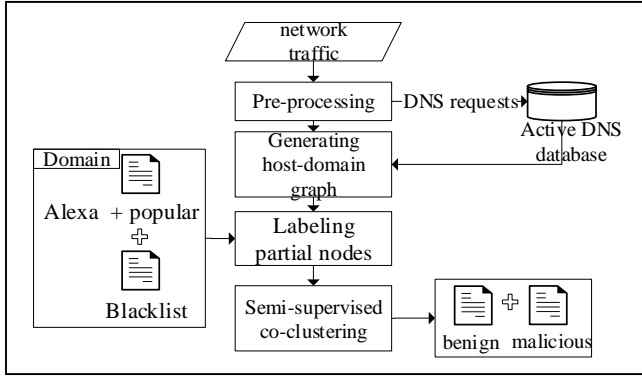 network
traffic
Pre-processing
DNS requests
Active DNS
database
Generating
host-domain
graph
Domain
Alexa + popular
Blacklist
Labeling
partial nodes
Semi-supervised
co-clustering
benign
malicious